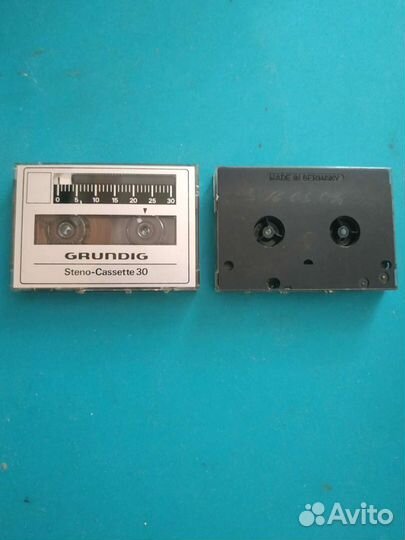 0 5 10 15 20 25 30
GRUNDIG
Steno-Cassette 30
MADE IN GERMANY
Avito